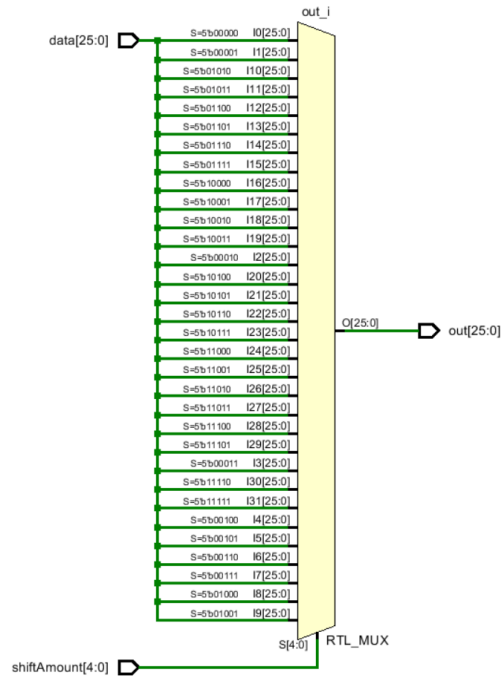 out_i
data[25:0]
S=5'b00000 I0[25:0]
S=5'b00001 I1[25:0]
S=5'b01010 I10[25:0]
S=5'b01011 I11[25:0]
S=5'b01100 I12[25:0]
S=5'b01101 I13[25:0]
S=5'b01110 I14[25:0]
S=5'b01111 I15[25:0]
S=5'b10000 I16[25:0]
S=5'b10001 I17[25:0]
S=5'b10010 I18[25:0]
S=5'b10011 I19[25:0]
S=5'b00010 I2[25:0]
S=5'b10100 I20[25:0]
S=5'b10101 I21[25:0]
S=5'b10110 I22[25:0]
S=5'b10111 I23[25:0]
S=5'b11000 I24[25:0]
S=5'b11001 I25[25:0]
S=5'b11010 I26[25:0]
S=5'b11011 I27[25:0]
S=5'b11100 I28[25:0]
S=5'b11101 I29[25:0]
S=5'b00011 I3[25:0]
S=5'b11110 I30[25:0]
S=5'b11111 I31[25:0]
S=5'b00100 I4[25:0]
S=5'b00101 I5[25:0]
S=5'b00110 I6[25:0]
S=5'b00111 I7[25:0]
S=5'b01000 I8[25:0]
S=5'b01001 I9[25:0]
O[25:0]
out[25:0]
S[4:0]
RTL_MUX
shiftAmount[4:0]